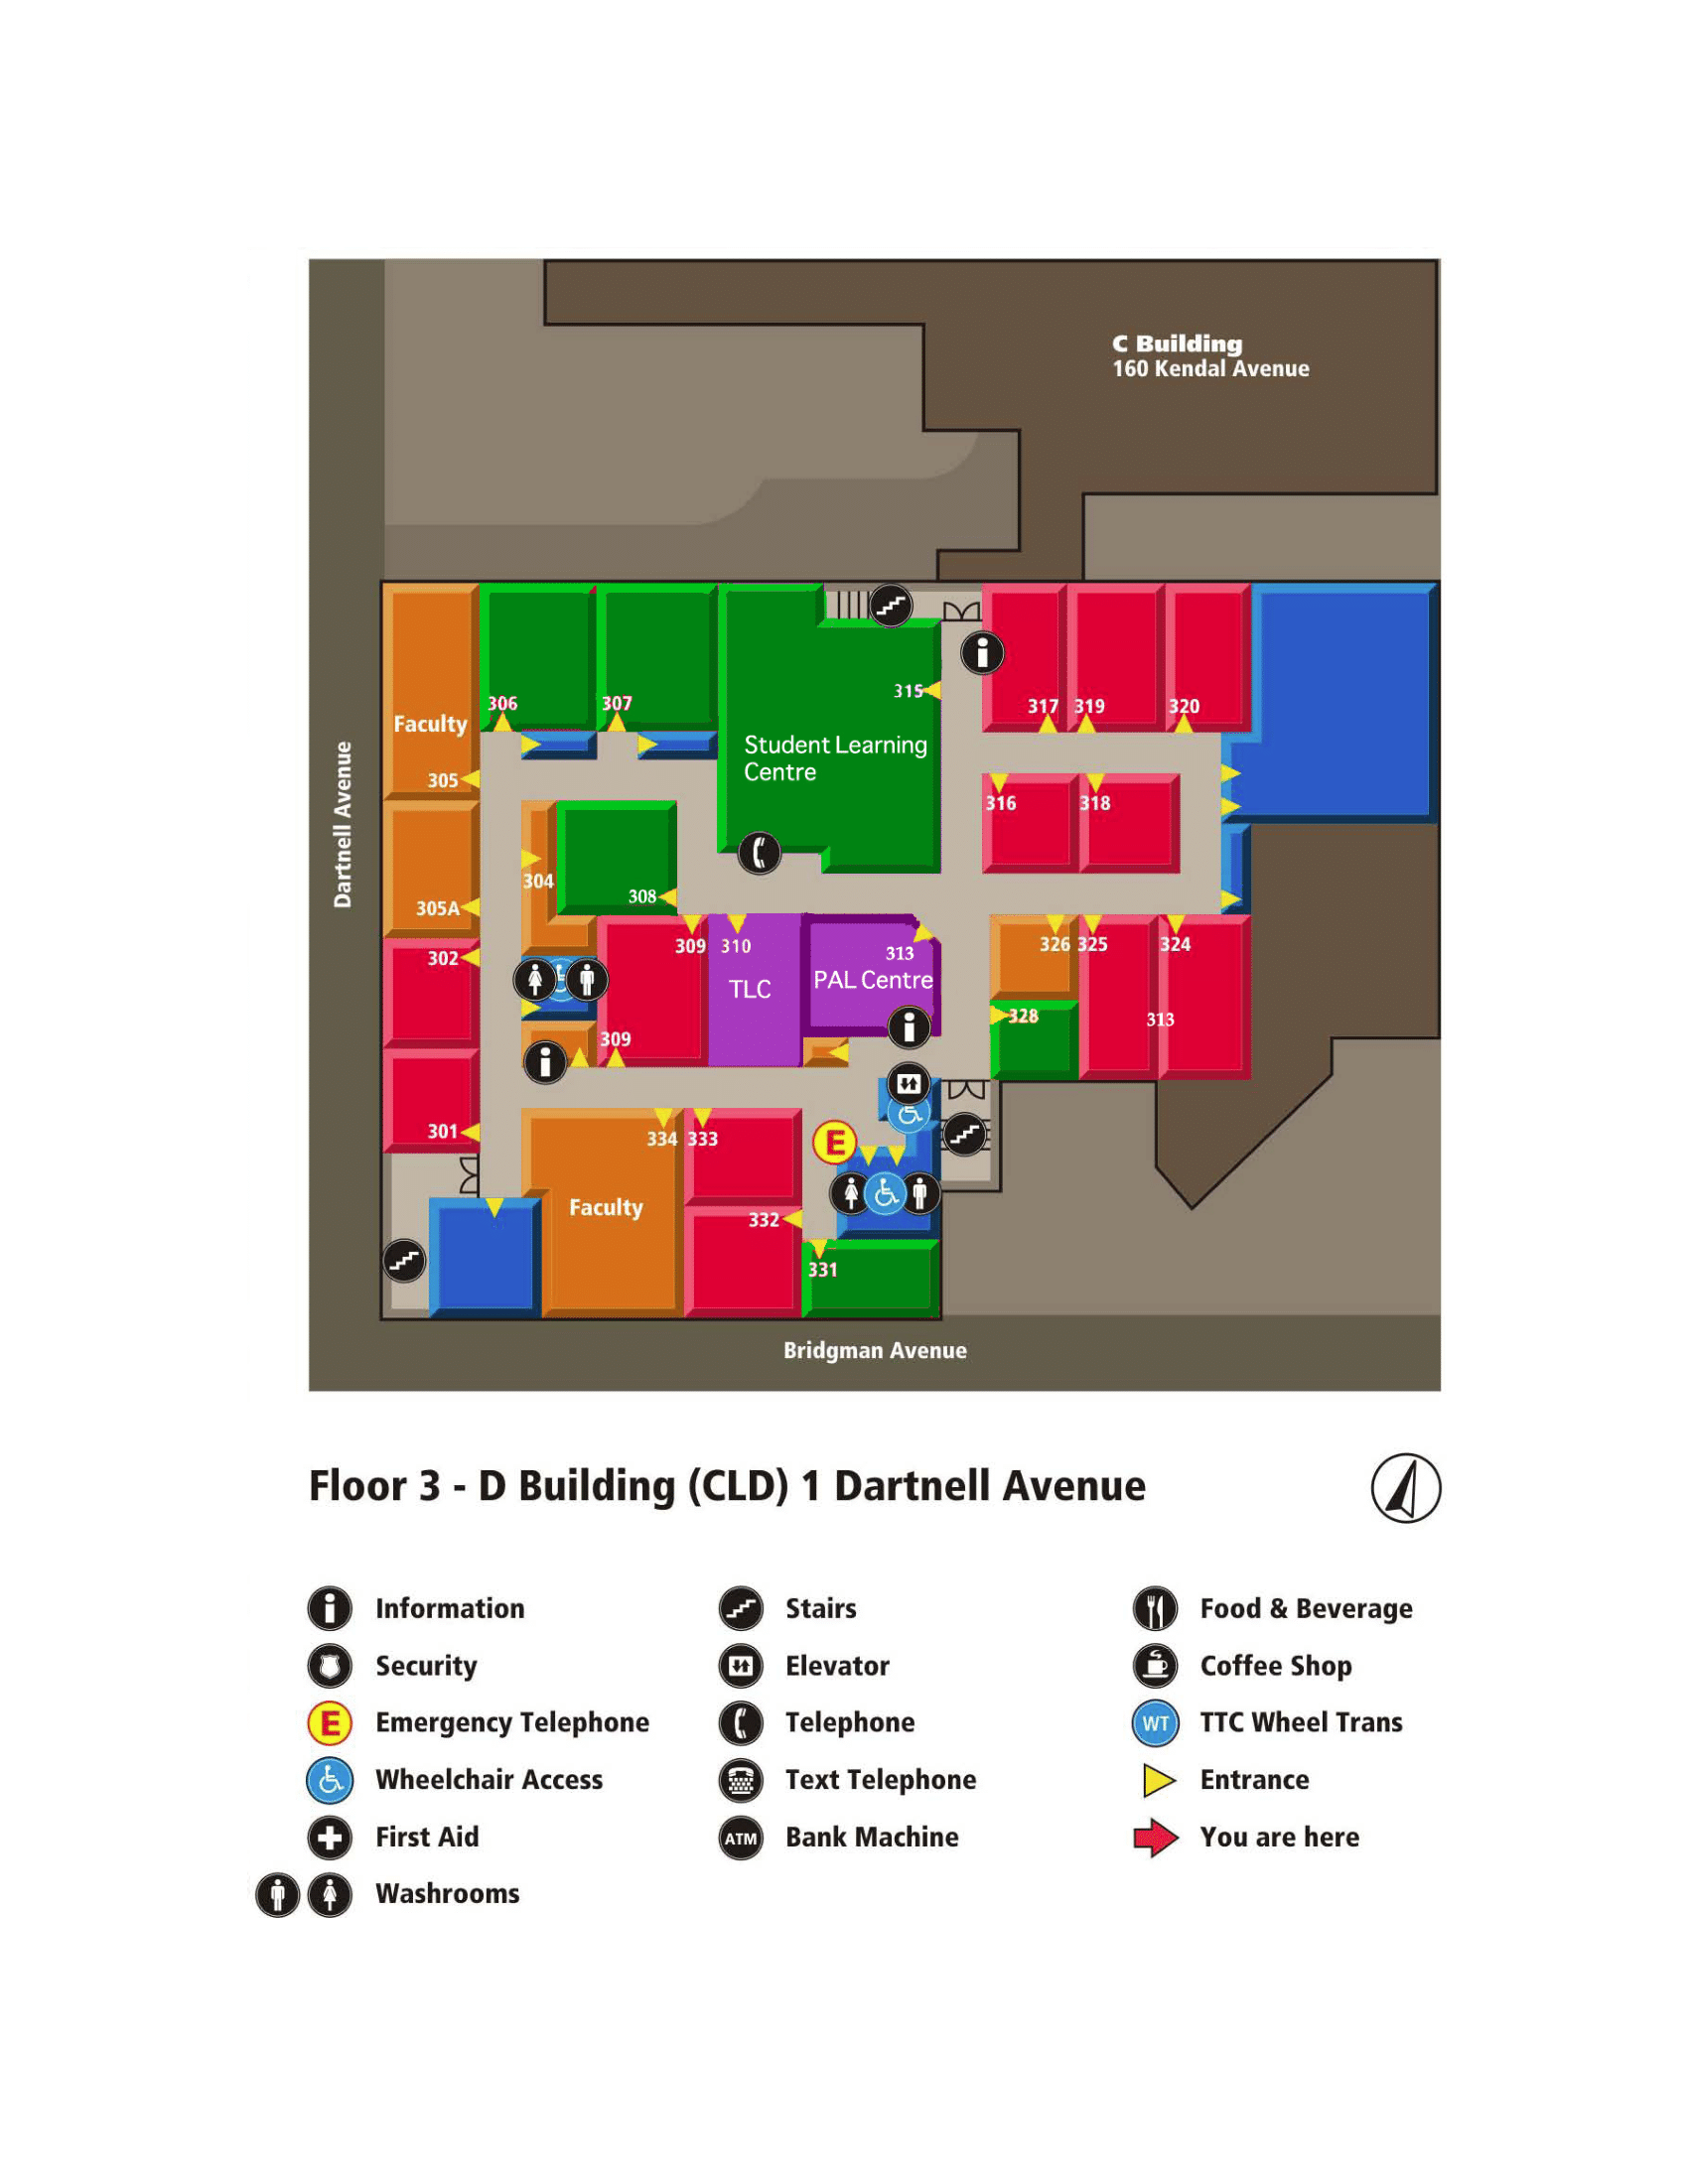 C Building
160 Kendal Avenue
Dartnell Avenue
306
307
315
317
319
320
Faculty
Student Learning
Centre
305
316
318
304
308
305A
302
309
310
313
326
325
324
TLC
PAL Centre
328
313
309
301
334
333
E
Faculty
332
331
Bridgman Avenue
Floor 3 - D Building (CLD) 1 Dartnell Avenue
Information
Stairs
Food & Beverage
Security
Elevator
Coffee Shop
E Emergency Telephone
Telephone
WT TTC Wheel Trans
Wheelchair Access
Text Telephone
Entrance
First Aid
ATM Bank Machine
You are here
Washrooms